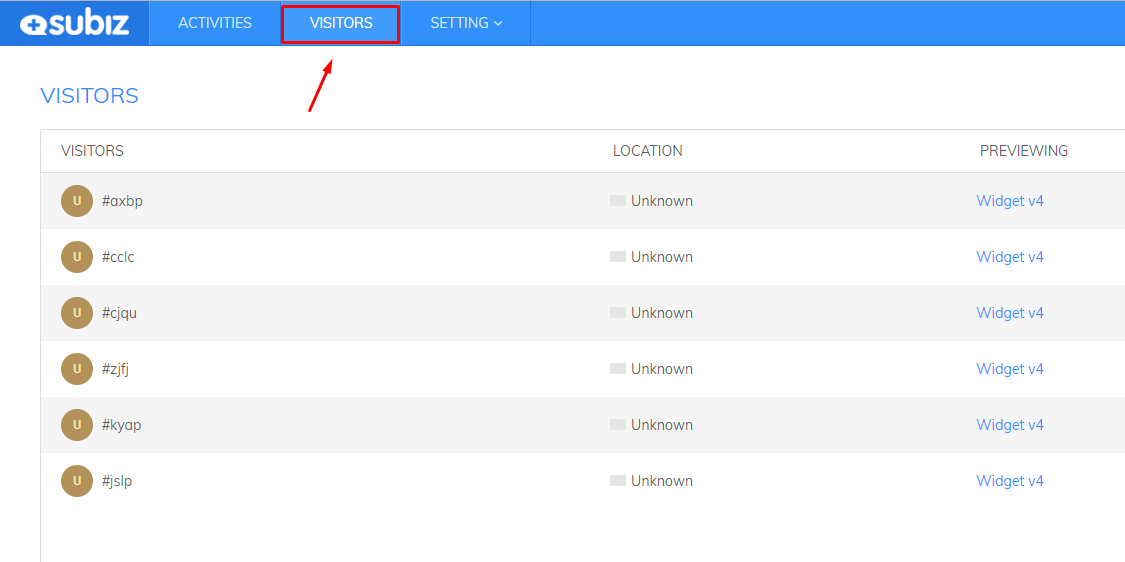 subiz ACTIVITIES VISITORS SETTING
VISITORS
VISITORS LOCATION PREVIEWING
U #axbp Unknown Widget v4
U #cclc Unknown Widget v4
U #cjqu Unknown Widget v4
U #zjfj Unknown Widget v4
U #kyap Unknown Widget v4
U #jslp Unknown Widget v4